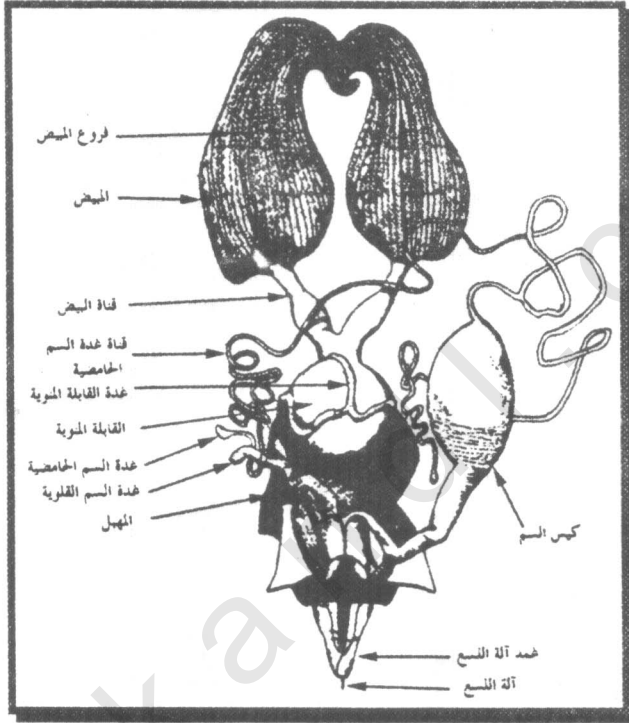 فروع المبيض
المبيض
قناة البيض
قناة غدة السم
الحامضية
غدة القابلة المنوية
القابلة المنوية
غدة السم الحامضية
غدة السم القلوية
المهبل
كيس السم
غمد آلة اللسع
آلة اللسع